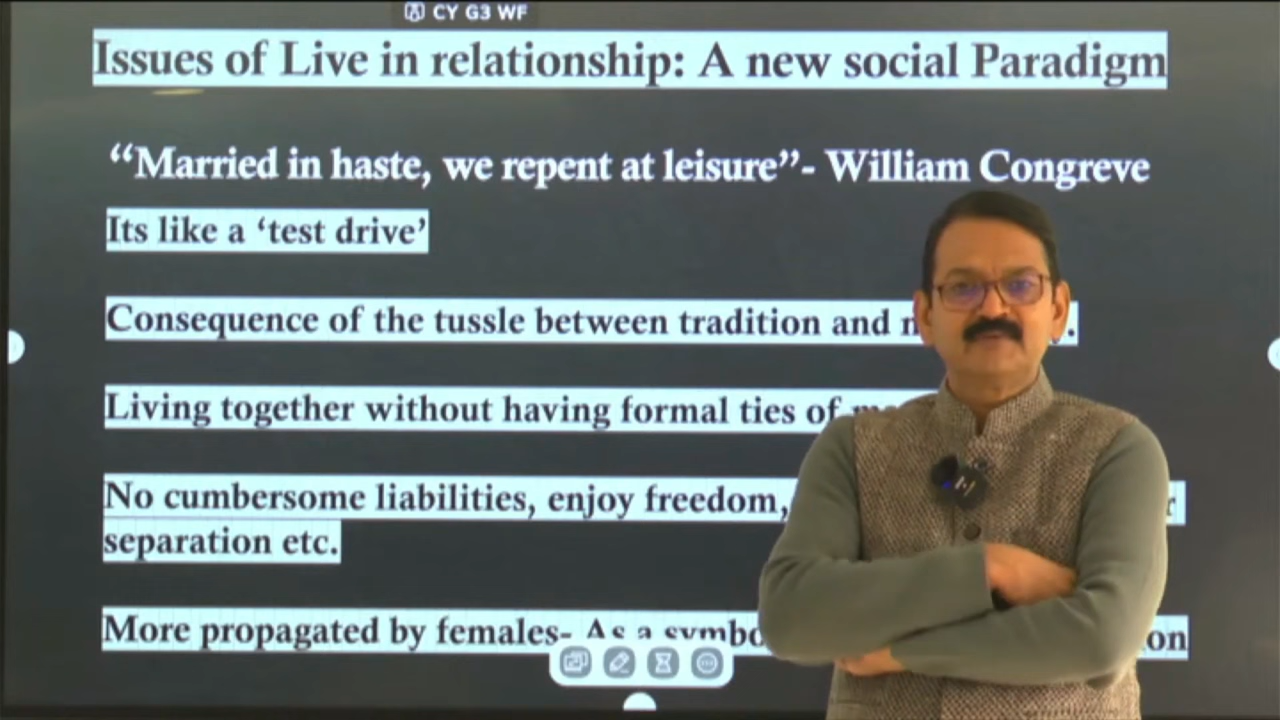 CY G3 WF
Issues of Live in relationship: A new social Paradigm
“Married in haste, we repent at leisure”- William Congreve
Its like a ‘test drive’
Consequence of the tussle between tradition and
Living together without having formal ties of
No cumbersome liabilities, enjoy freedom,
separation etc.
More propagated by females- As a